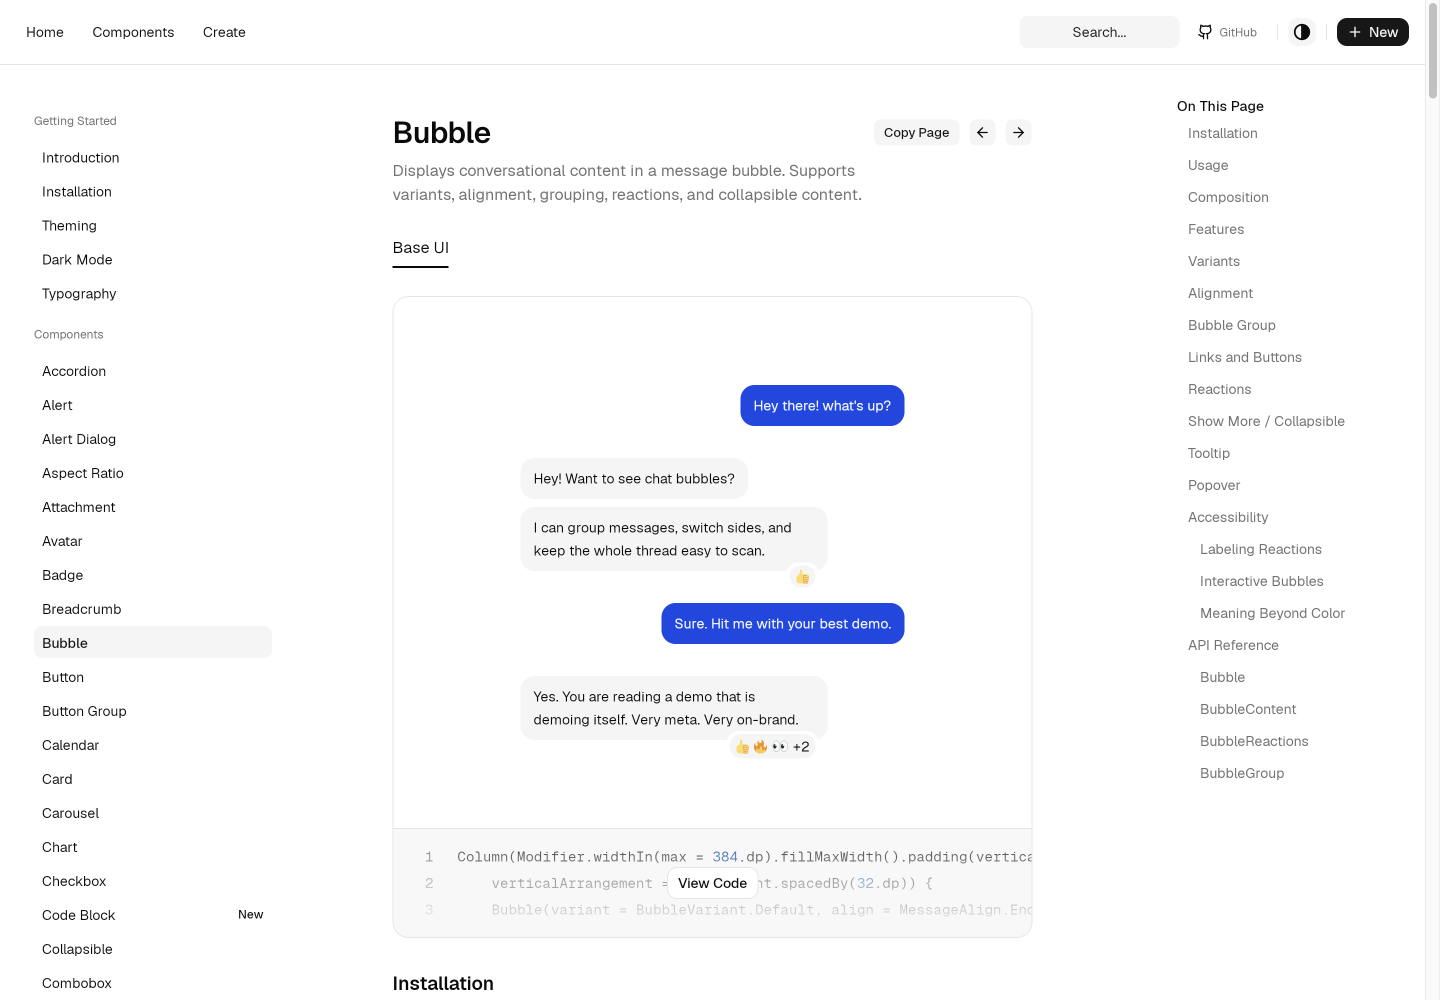 Home
Components
Create
Search...
GitHub
New
Getting Started
Introduction
Installation
Theming
Dark Mode
Typography
Components
Accordion
Alert
Alert Dialog
Aspect Ratio
Attachment
Avatar
Badge
Breadcrumb
Bubble
Button
Button Group
Calendar
Card
Carousel
Chart
Checkbox
Code Block New
Collapsible
Combobox
Bubble
Copy Page
Displays conversational content in a message bubble. Supports
variants, alignment, grouping, reactions, and collapsible content.
Base UI
Hey there! what's up?
Hey! Want to see chat bubbles?
I can group messages, switch sides, and
keep the whole thread easy to scan.
👍
Sure. Hit me with your best demo.
Yes. You are reading a demo that is
demoing itself. Very meta. Very on-brand.
👍🔥👀 +2
1 Column(Modifier.widthIn(max = 384.dp).fillMaxWidth().padding(vertica
2 verticalArrangement = nt.spacedBy(32.dp)) {
View Code
3 Bubble(variant = BubbleVariant.Default, align = MessageAlign.End
Installation
On This Page
Installation
Usage
Composition
Features
Variants
Alignment
Bubble Group
Links and Buttons
Reactions
Show More / Collapsible
Tooltip
Popover
Accessibility
Labeling Reactions
Interactive Bubbles
Meaning Beyond Color
API Reference
Bubble
BubbleContent
BubbleReactions
BubbleGroup